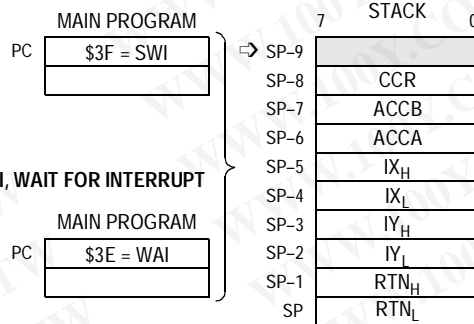 MAIN PROGRAM
PC $3F = SWI
I, WAIT FOR INTERRUPT
MAIN PROGRAM
PC $3E = WAI
STACK
7 0
SP–9
SP–8 CCR
SP–7 ACCB
SP–6 ACCA
SP–5 IXH
SP–4 IXL
SP–3 IYH
SP–2 IYL
SP–1 RTNH
SP RTNL